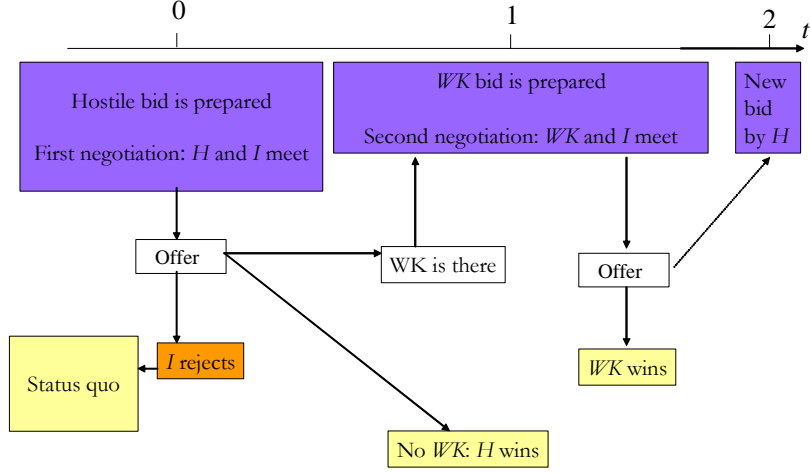 0
1
2
t
Hostile bid is prepared
First negotiation: H and I meet
WK bid is prepared
Second negotiation: WK and I meet
New
bid
by H
Offer
WK is there
Offer
I rejects
Status quo
WK wins
No WK: H wins